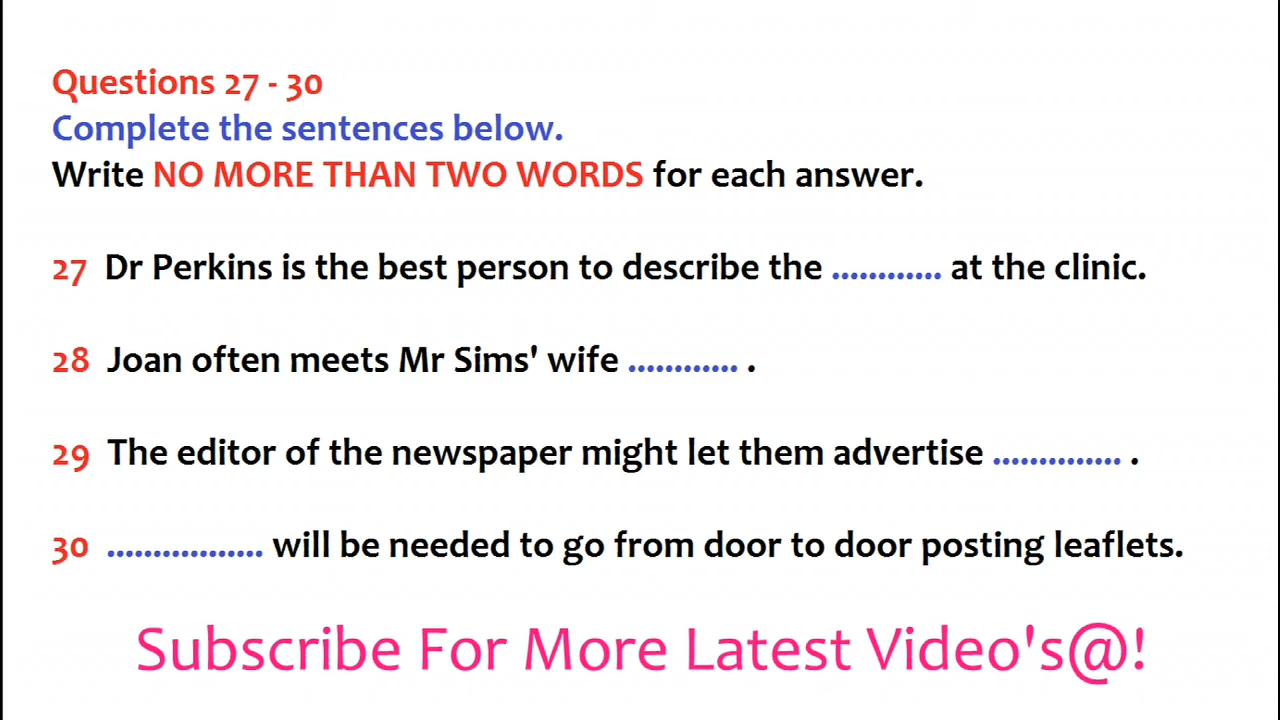 Questions 27 - 30
Complete the sentences below.
Write NO MORE THAN TWO WORDS for each answer.
27 Dr Perkins is the best person to describe the ............ at the clinic.
28 Joan often meets Mr Sims' wife ............ .
29 The editor of the newspaper might let them advertise .............. .
30 ................. will be needed to go from door to door posting leaflets.
Subscribe For More Latest Video's@!